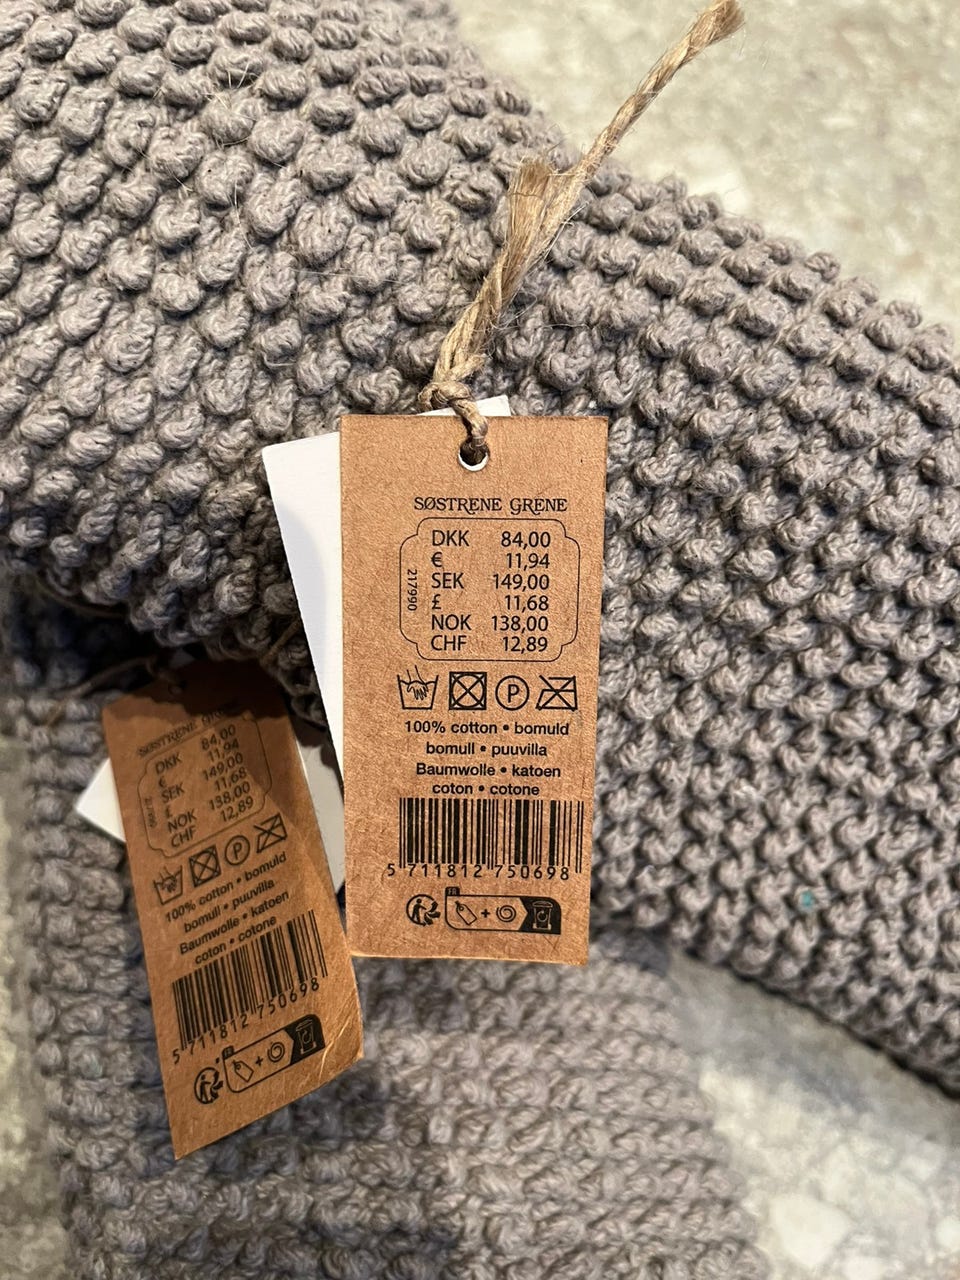 SØSTRENE GRENE
DKK 84,00
€ 11,94
SEK 149,00
£ 11,68
NOK 138,00
CHF 12,89
217990
P
100% cotton • bomuld
bomull • puuvilla
Baumwolle • katoen
coton • cotone
5 711812 750698
FR
SØSTRENE GRENE
DKK 84,00
€ 11,94
SEK 149,00
£ 11,68
NOK 138,00
CHF 12,89
P
100% cotton • bomuld
bomull • puuvilla
Baumwolle • katoen
coton • cotone
5 711812 750698